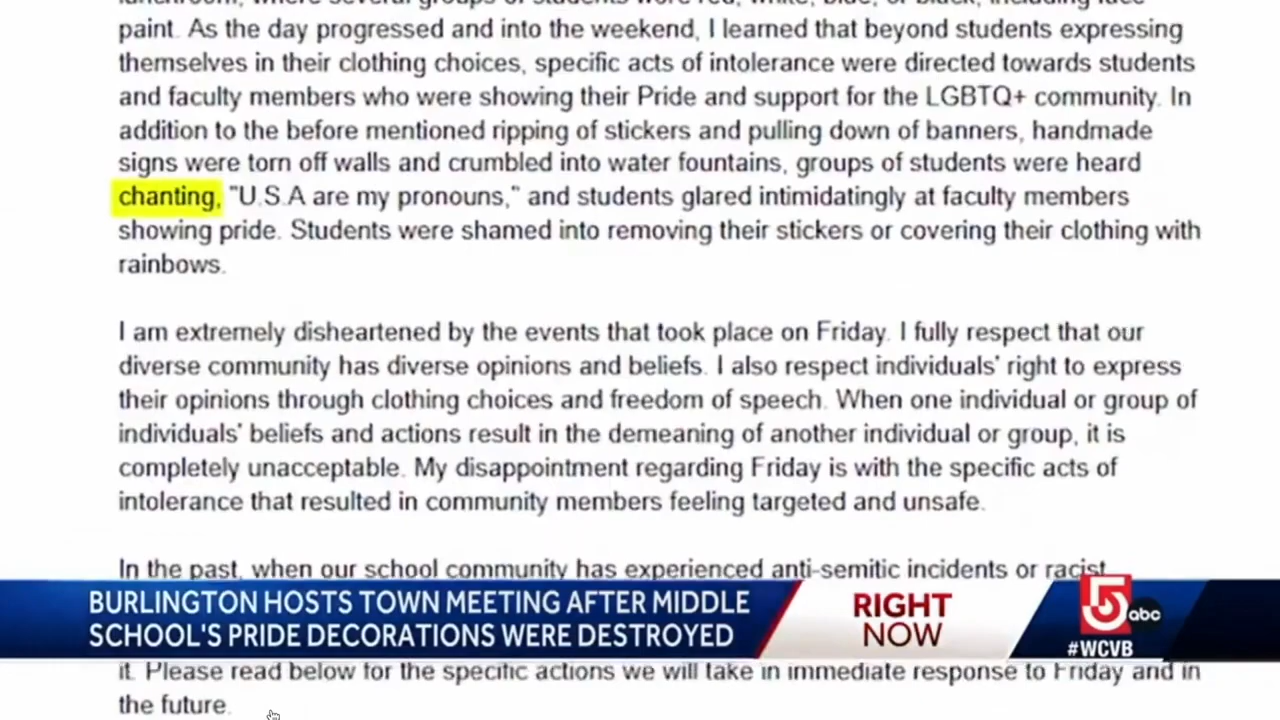 paint. As the day progressed and into the weekend, I learned that beyond students expressing
themselves in their clothing choices, specific acts of intolerance were directed towards students
and faculty members who were showing their Pride and support for the LGBTQ+ community. In
addition to the before mentioned ripping of stickers and pulling down of banners, handmade
signs were torn off walls and crumbled into water fountains, groups of students were heard
chanting, "U.S.A are my pronouns," and students glared intimidatingly at faculty members
showing pride. Students were shamed into removing their stickers or covering their clothing with
rainbows.
I am extremely disheartened by the events that took place on Friday. I fully respect that our
diverse community has diverse opinions and beliefs. I also respect individuals' right to express
their opinions through clothing choices and freedom of speech. When one individual or group of
individuals' beliefs and actions result in the demeaning of another individual or group, it is
completely unacceptable. My disappointment regarding Friday is with the specific acts of
intolerance that resulted in community members feeling targeted and unsafe.
In the past, when our school community has experienced anti-semitic incidents or racist
BURLINGTON HOSTS TOWN MEETING AFTER MIDDLE
SCHOOL'S PRIDE DECORATIONS WERE DESTROYED
RIGHT
NOW
5
abc
#WCVB
it. Please read below for the specific actions we will take in immediate response to Friday and in
the future.